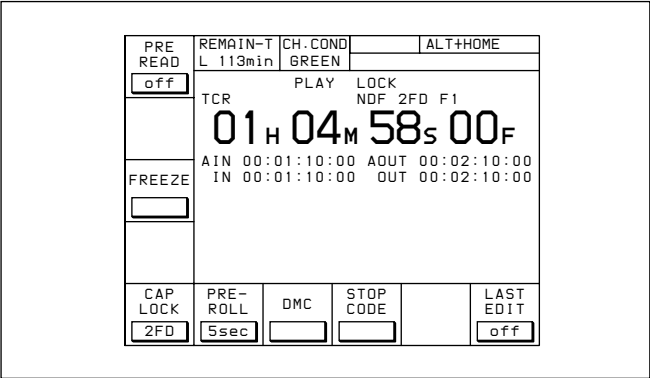 PRE READ
off
REMAIN-T CH.COND ALT+HOME
L 113min GREEN
PLAY LOCK
TCR NDF 2FD F1
01H 04M 58S 00F
AIN 00:01:10:00 AOUT 00:02:10:00
IN 00:01:10:00 OUT 00:02:10:00
FREEZE
CAP LOCK
2FD
PRE-ROLL
5sec
DMC
STOP CODE
LAST EDIT
off